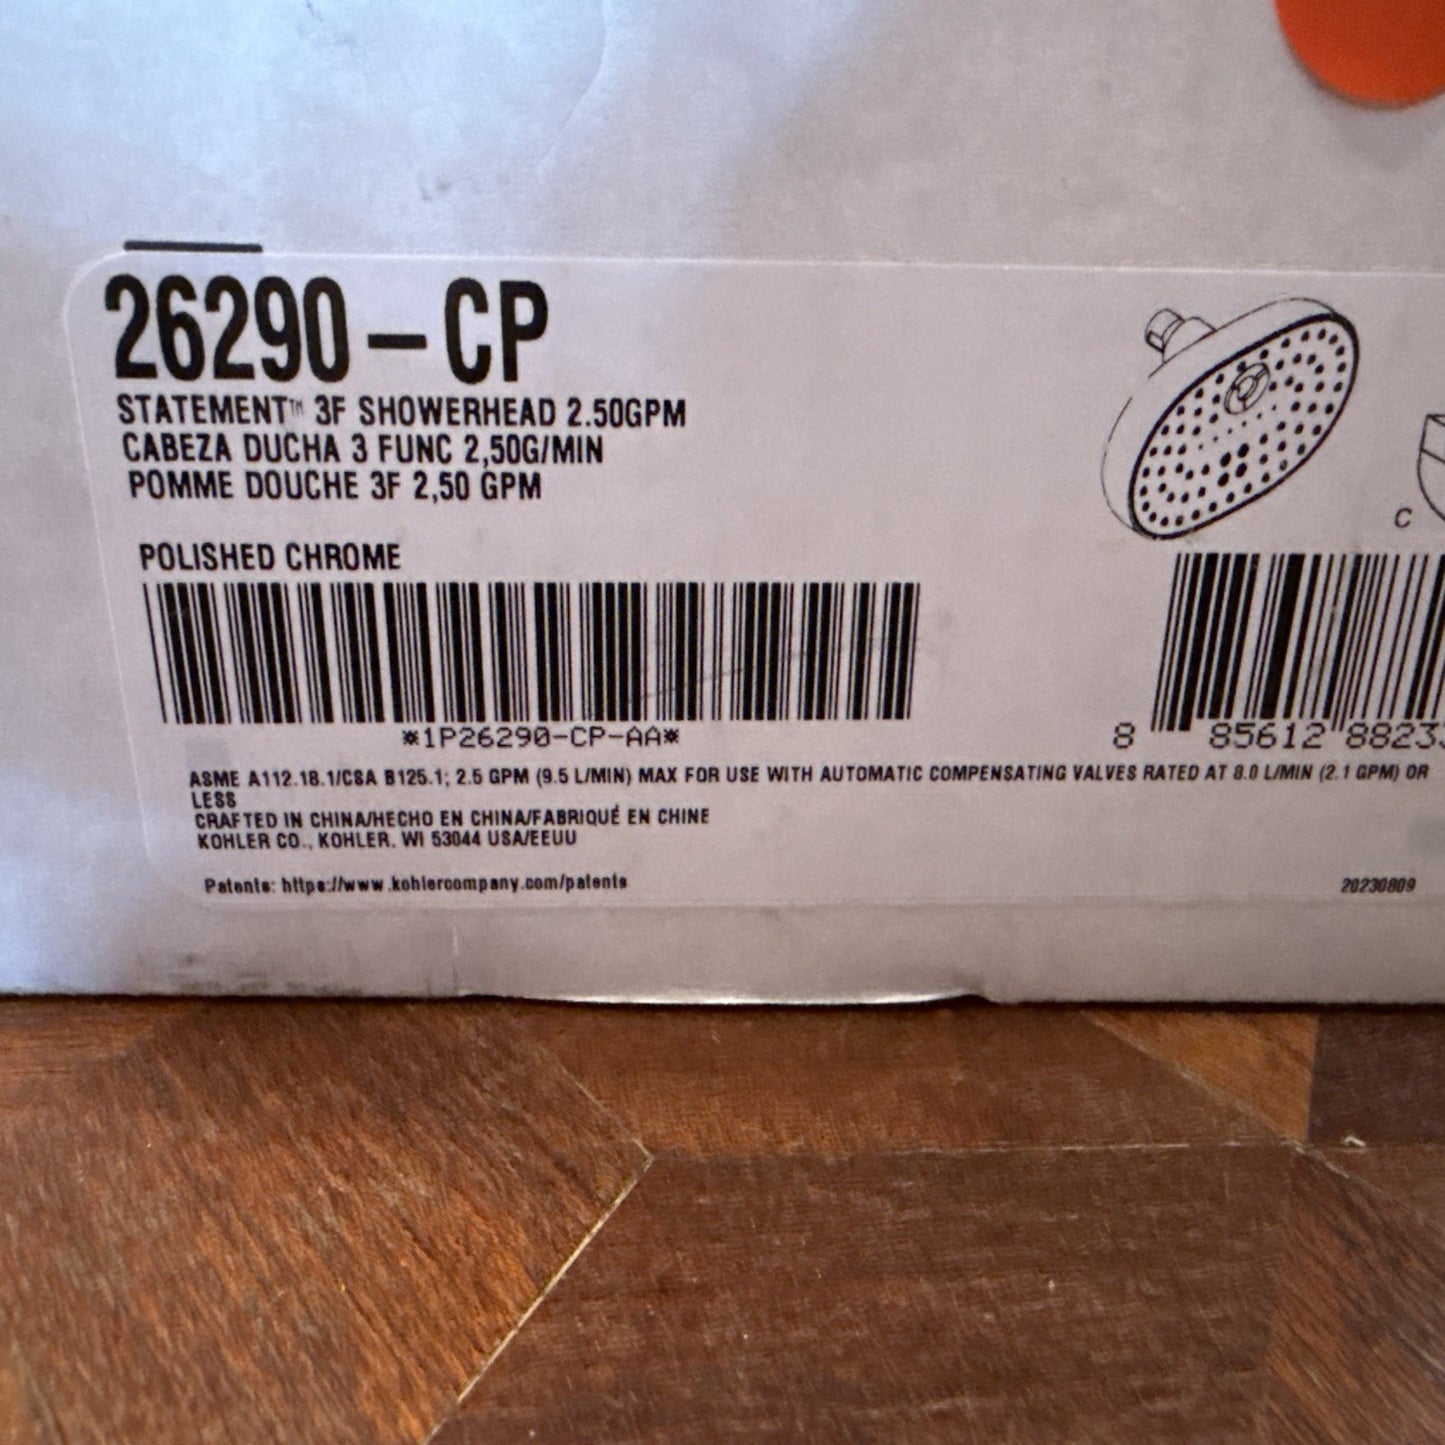 26290-CP
STATEMENT™ 3F SHOWERHEAD 2.50GPM
CABEZA DUCHA 3 FUNC 2,50G/MIN
POMME DOUCHE 3F 2,50 GPM
C
POLISHED CHROME
*1P26290-CP-AA*
8 85612 88233
ASME A112.18.1/CSA B125.1; 2.5 GPM (9.5 L/MIN) MAX FOR USE WITH AUTOMATIC COMPENSATING VALVES RATED AT 8.0 L/MIN (2.1 GPM) OR
LESS
CRAFTED IN CHINA/HECHO EN CHINA/FABRIQUÉ EN CHINE
KOHLER CO., KOHLER. WI 53044 USA/EEUU
Patents: https://www.kohlercompany.com/patents
20230809